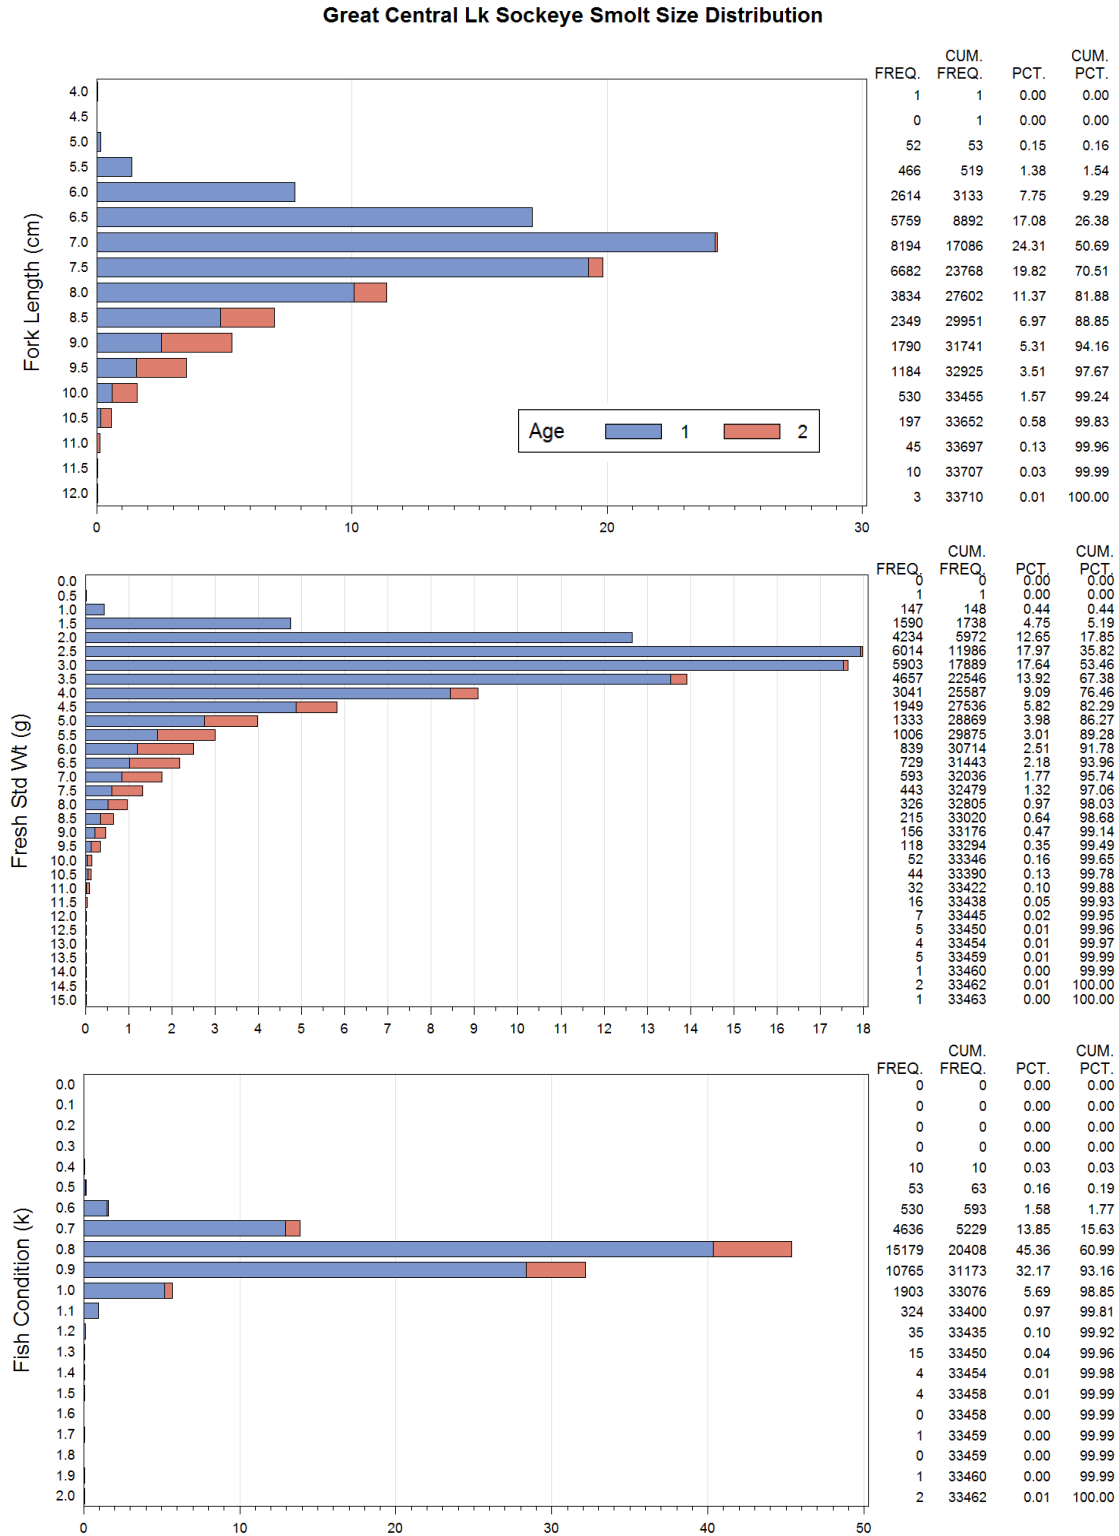 Great Central Lk Sockeye Smolt Size Distribution
CUM. CUM.
FREQ. FREQ. PCT. PCT.
4.0 1 1 0.00 0.00
4.5 0 1 0.00 0.00
5.0 52 53 0.15 0.16
5.5 466 519 1.38 1.54
6.0 2614 3133 7.75 9.29
6.5 5759 8892 17.08 26.38
7.0 8194 17086 24.31 50.69
7.5 6682 23768 19.82 70.51
8.0 3834 27602 11.37 81.88
8.5 2349 29951 6.97 88.85
9.0 1790 31741 5.31 94.16
9.5 1184 32925 3.51 97.67
10.0 530 33455 1.57 99.24
10.5 197 33652 0.58 99.83
11.0 45 33697 0.13 99.96
11.5 10 33707 0.03 99.99
12.0 3 33710 0.01 100.00
Fork Length (cm)
Age 1 2
0 10 20 30
CUM. CUM.
FREQ. FREQ. PCT. PCT.
0.0 0 0 0.00 0.00
0.5 1 1 0.00 0.00
1.0 147 148 0.44 0.44
1.5 1590 1738 4.75 5.19
2.0 4234 5972 12.65 17.85
2.5 6014 11986 17.97 35.82
3.0 5903 17889 17.64 53.46
3.5 4657 22546 13.92 67.38
4.0 3041 25587 9.09 76.46
4.5 1949 27536 5.82 82.29
5.0 1333 28869 3.98 86.27
5.5 1006 29875 3.01 89.28
6.0 839 30714 2.51 91.78
6.5 729 31443 2.18 93.96
7.0 593 32036 1.77 95.74
7.5 443 32479 1.32 97.06
8.0 326 32805 0.97 98.03
8.5 215 33020 0.64 98.68
9.0 156 33176 0.47 99.14
9.5 118 33294 0.35 99.49
10.0 52 33346 0.16 99.65
10.5 44 33390 0.13 99.78
11.0 32 33422 0.10 99.88
11.5 16 33438 0.05 99.93
12.0 7 33445 0.02 99.95
12.5 5 33450 0.01 99.96
13.0 4 33454 0.01 99.97
13.5 5 33459 0.01 99.99
14.0 1 33460 0.00 99.99
14.5 2 33462 0.01 100.00
15.0 1 33463 0.00 100.00
Fresh Std Wt (g)
0 1 2 3 4 5 6 7 8 9 10 11 12 13 14 15 16 17 18
CUM. CUM.
FREQ. FREQ. PCT. PCT.
0.0 0 0 0.00 0.00
0.1 0 0 0.00 0.00
0.2 0 0 0.00 0.00
0.3 0 0 0.00 0.00
0.4 10 10 0.03 0.03
0.5 53 63 0.16 0.19
0.6 530 593 1.58 1.77
0.7 4636 5229 13.85 15.63
0.8 15179 20408 45.36 60.99
0.9 10765 31173 32.17 93.16
1.0 1903 33076 5.69 98.85
1.1 324 33400 0.97 99.81
1.2 35 33435 0.10 99.92
1.3 15 33450 0.04 99.96
1.4 4 33454 0.01 99.98
1.5 4 33458 0.01 99.99
1.6 0 33458 0.00 99.99
1.7 1 33459 0.00 99.99
1.8 0 33459 0.00 99.99
1.9 1 33460 0.00 99.99
2.0 2 33462 0.01 100.00
Fish Condition (k)
0 10 20 30 40 50